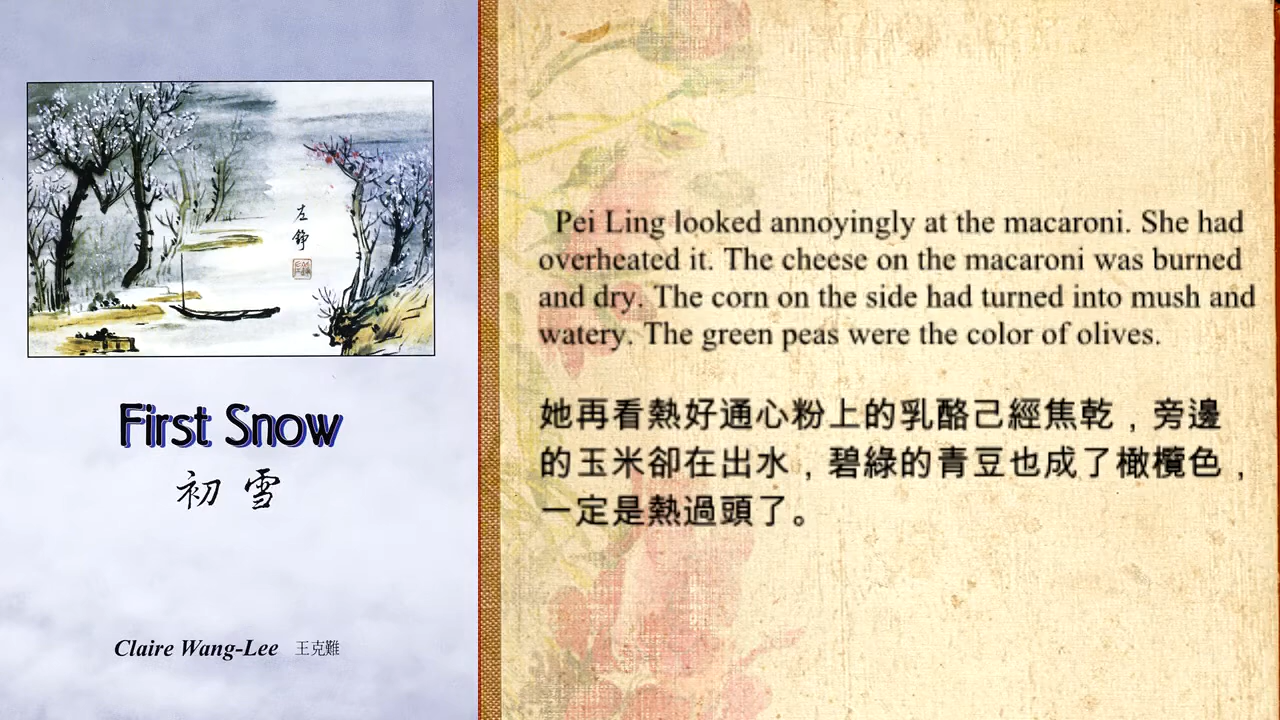 左錚
First Snow
初雪
Claire Wang-Lee 王克難
Pei Ling looked annoyingly at the macaroni. She had
overheated it. The cheese on the macaroni was burned
and dry. The corn on the side had turned into mush and
watery. The green peas were the color of olives.
她再看熱好通心粉上的乳酪己經焦乾，旁邊
的玉米卻在出水，碧綠的青豆也成了橄欖色，
一定是熱過頭了。